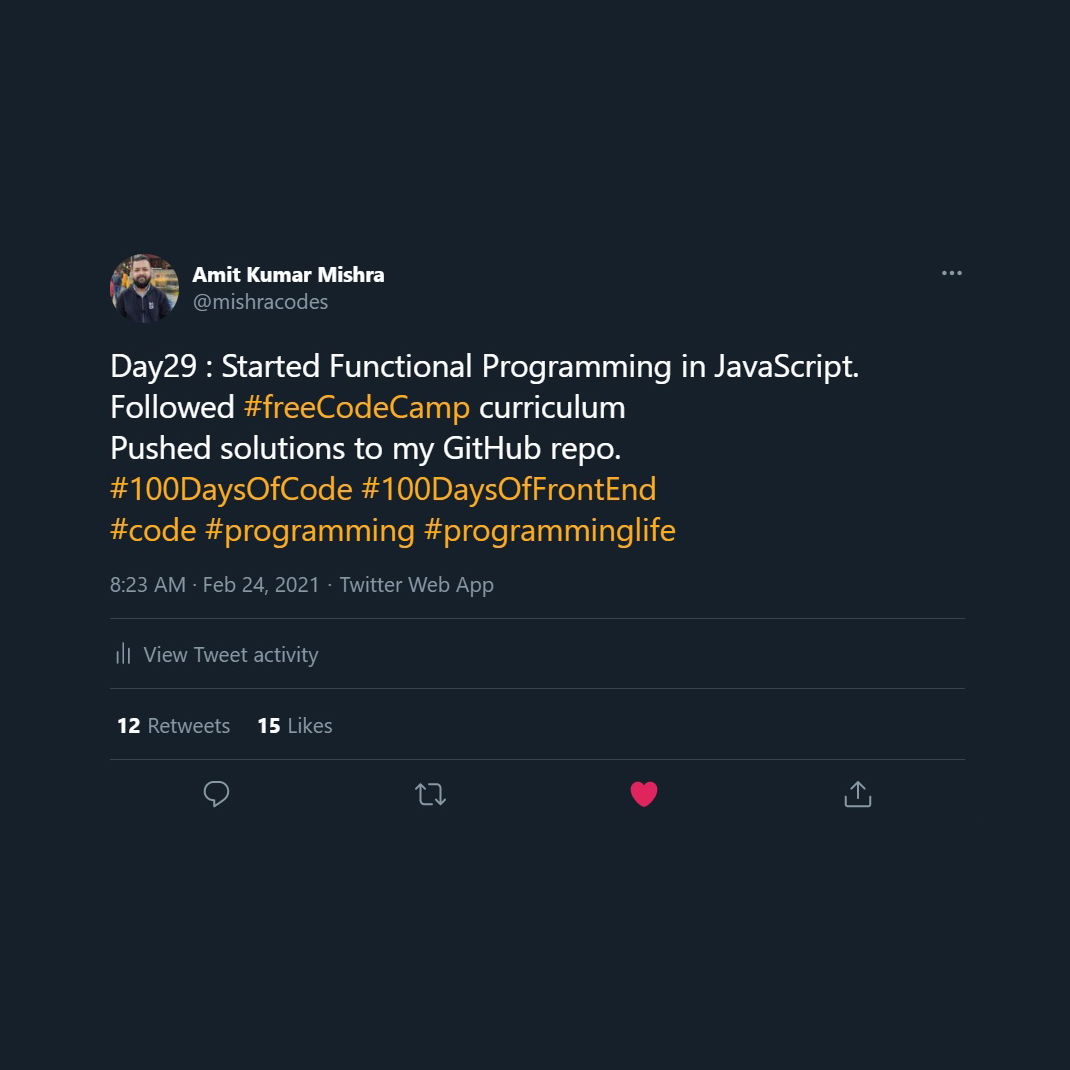 Amit Kumar Mishra
@mishracodes
Day29 : Started Functional Programming in JavaScript.
Followed #freeCodeCamp curriculum
Pushed solutions to my GitHub repo.
#100DaysOfCode #100DaysOfFrontEnd
#code #programming #programminglife
8:23 AM · Feb 24, 2021 · Twitter Web App
View Tweet activity
12 Retweets 15 Likes